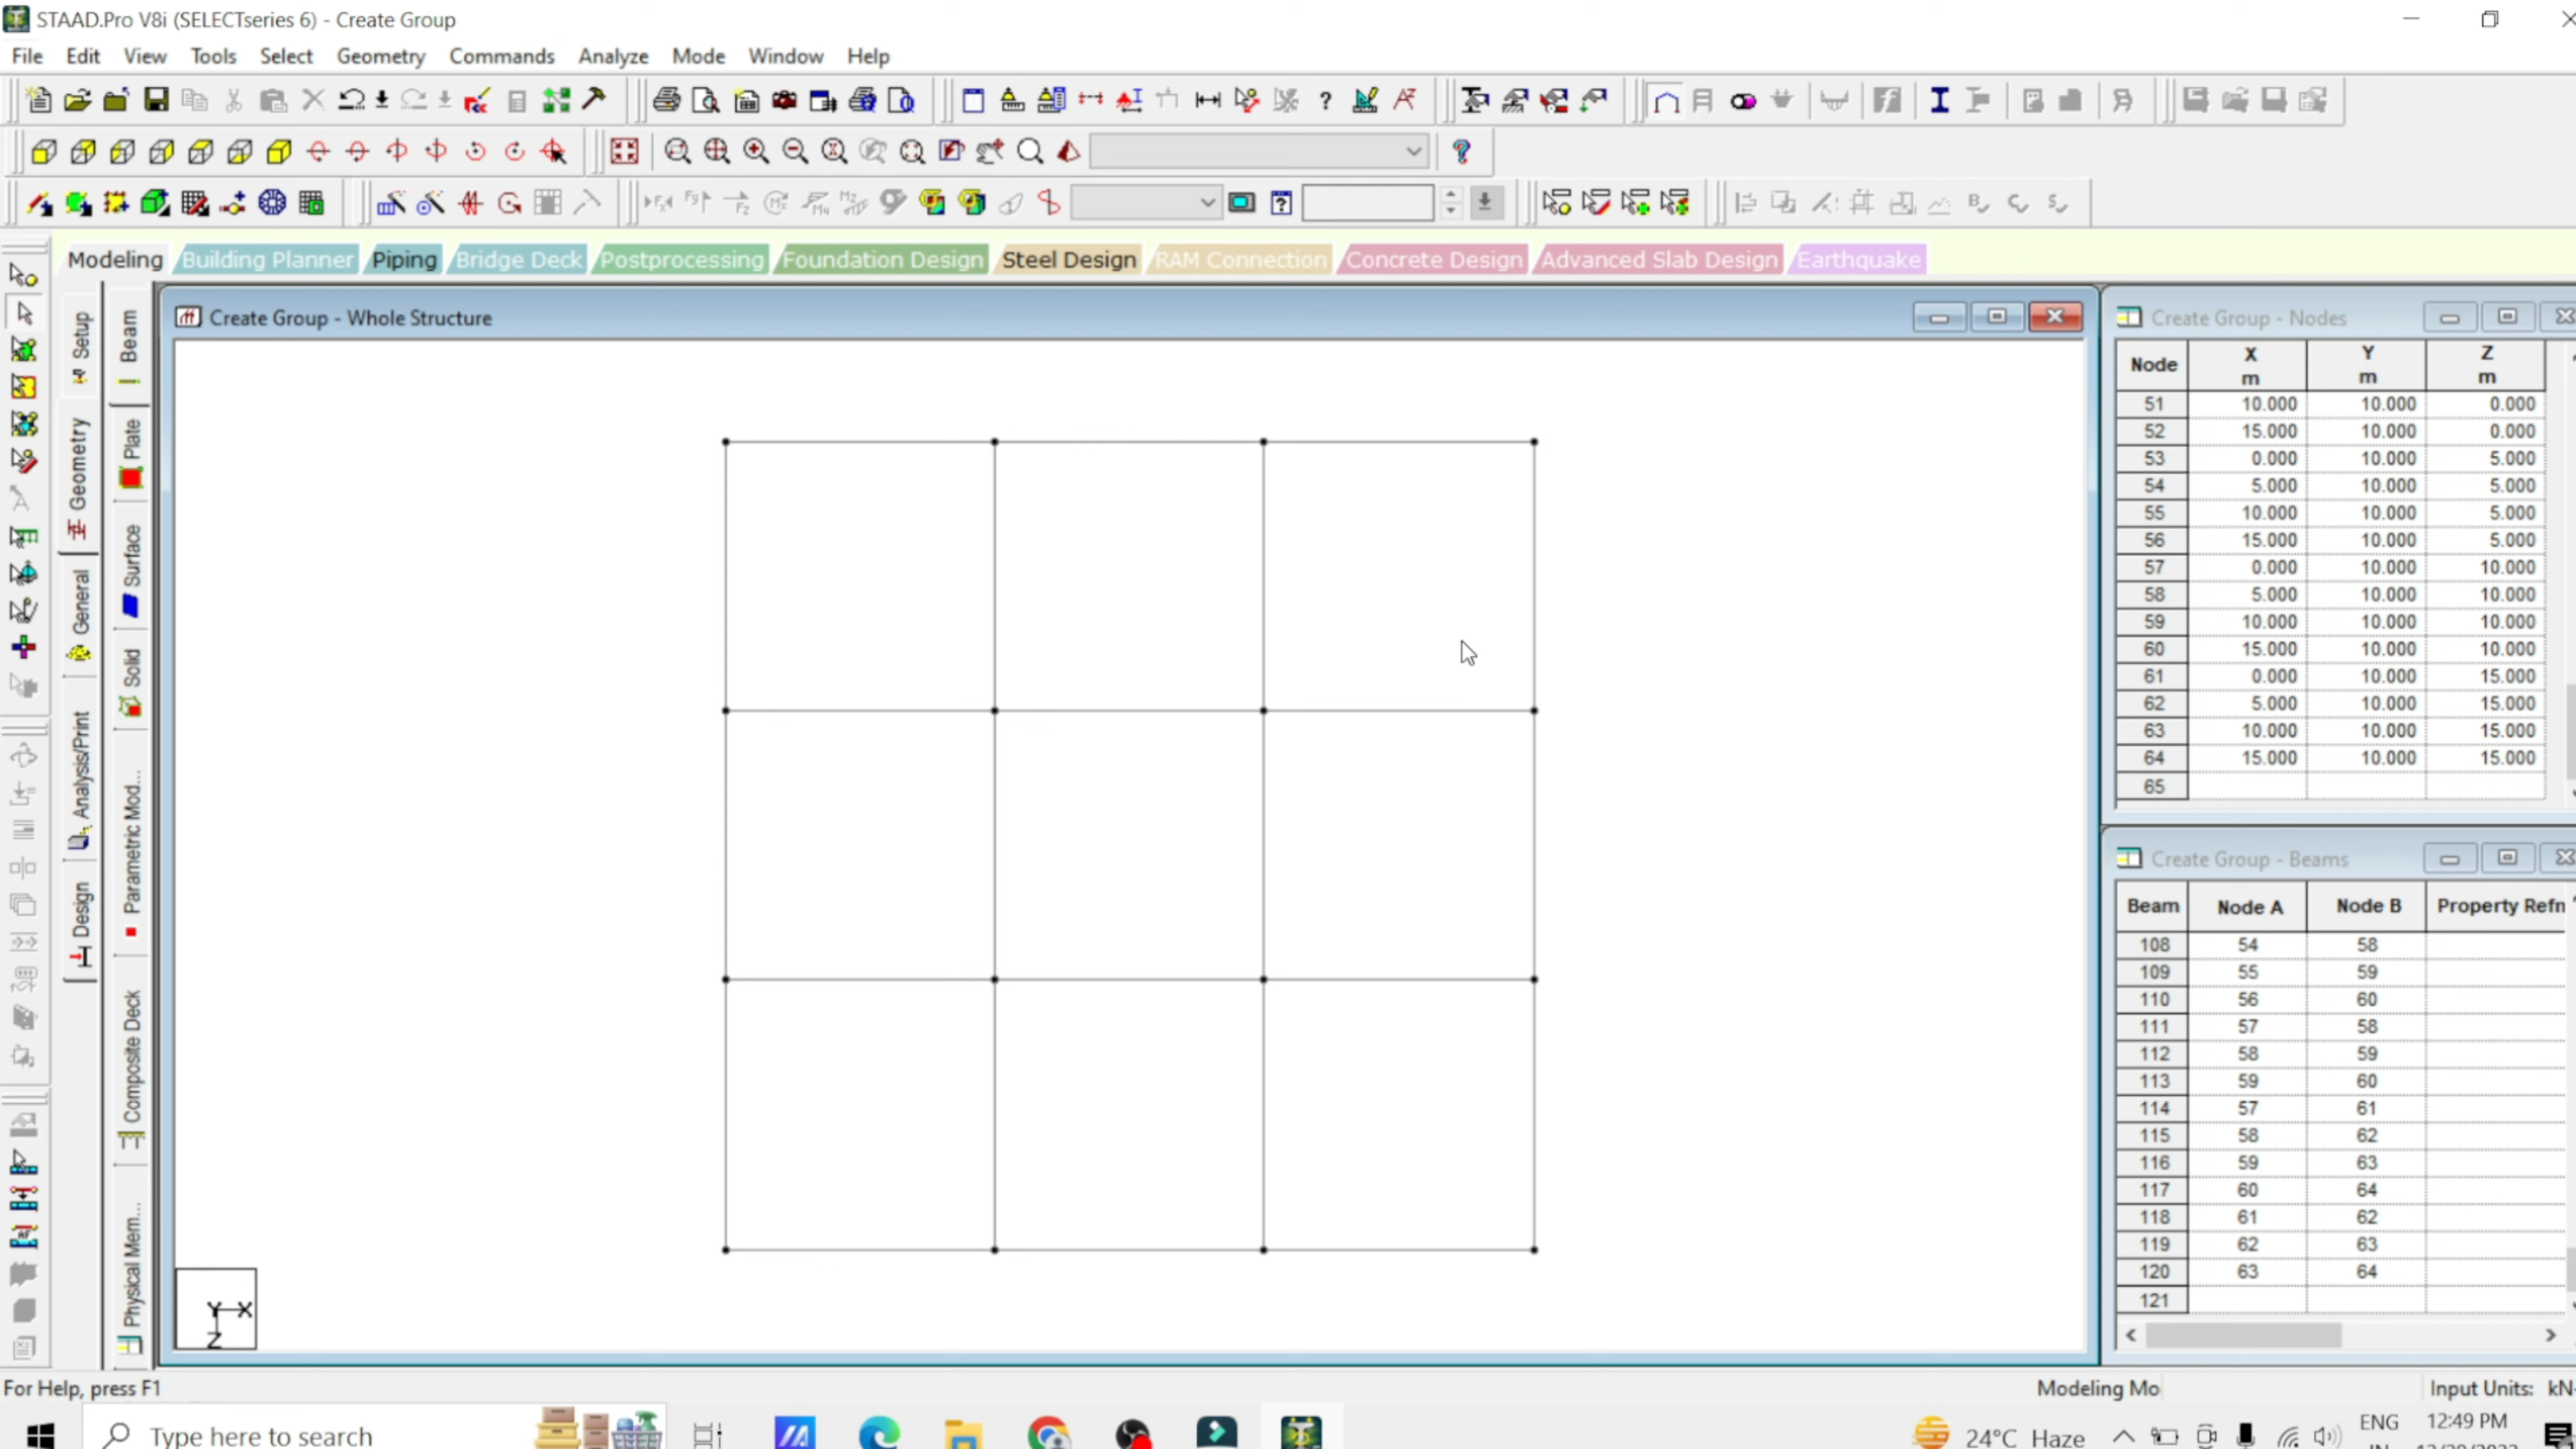 STAAD.Pro V8i (SELECTseries 6) - Create Group
File Edit View Tools Select Geometry Commands Analyze Mode Window Help
Modeling Building Planner Piping Bridge Deck Postprocessing Foundation Design Steel Design RAM Connection Concrete Design Advanced Slab Design Earthquake
Setup
Geometry
General
Analysis/Print
Design
Beam
Plate
Surface
Solid
Parametric Mod...
Composite Deck
Physical Mem...
Create Group - Whole Structure
Y X
Z
Create Group - Nodes
Node X m Y m Z m
51 10.000 10.000 0.000
52 15.000 10.000 0.000
53 0.000 10.000 5.000
54 5.000 10.000 5.000
55 10.000 10.000 5.000
56 15.000 10.000 5.000
57 0.000 10.000 10.000
58 5.000 10.000 10.000
59 10.000 10.000 10.000
60 15.000 10.000 10.000
61 0.000 10.000 15.000
62 5.000 10.000 15.000
63 10.000 10.000 15.000
64 15.000 10.000 15.000
65
Create Group - Beams
Beam Node A Node B Property Refn
108 54 58
109 55 59
110 56 60
111 57 58
112 58 59
113 59 60
114 57 61
115 58 62
116 59 63
117 60 64
118 61 62
119 62 63
120 63 64
121
For Help, press F1
Modeling Mo
Input Units: kN-
Type here to search
24°C Haze
ENG
12:49 PM